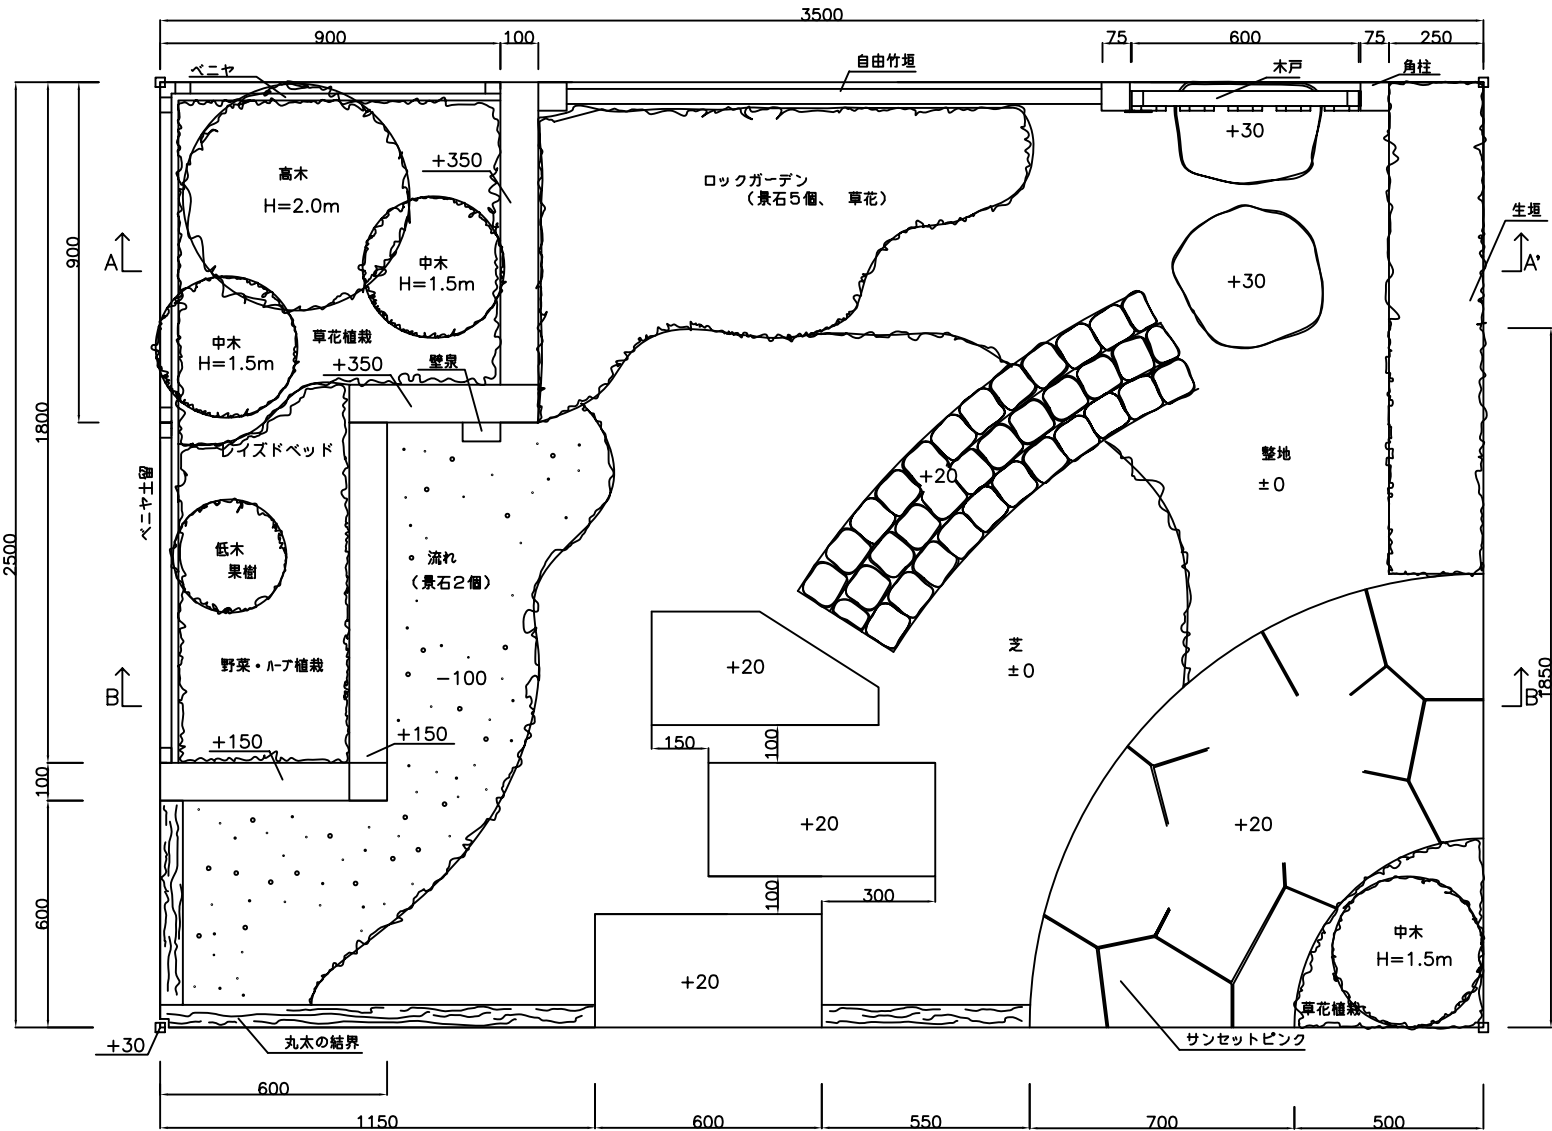 3500
900
100
75
600
75
250
ベニヤ
自由竹垣
木戸
角柱
+30
+350
高木
H=2.0m
ロックガーデン
（景石5個、　草花）
生垣
900
A
中木
H=1.5m
+30
A'
中木
H=1.5m
草花植栽
+350
壁泉
1800
レイズドベッド
整地
±0
+20
ベニヤ土留
2500
低木
果樹
流れ
（景石2個）
野菜・ハーブ植栽
-100
+20
芝
±0
B
B'
1850
+150
+150
150
100
100
+20
+20
600
100
300
中木
H=1.5m
+20
草花植栽
+30
丸太の結界
サンセットピンク
600
1150
600
550
700
500